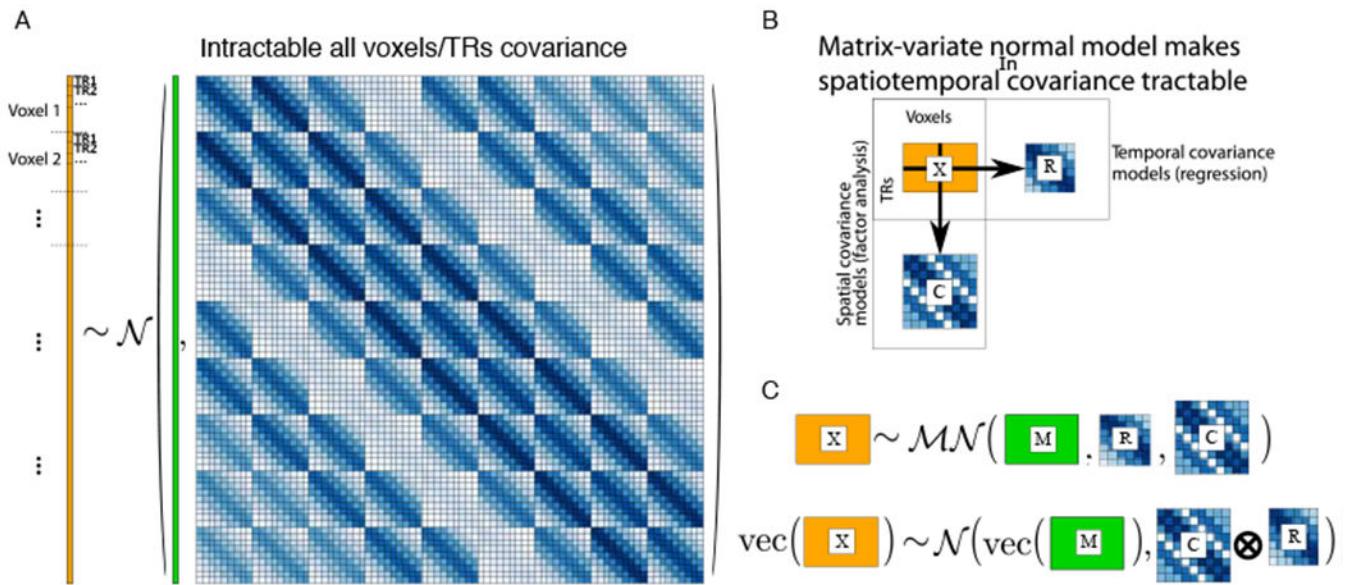 A
Intractable all voxels/TRs covariance
TR1
TR2
...
Voxel 1
TR1
TR2
...
Voxel 2
...
...
...
~ N ( , )
B
Matrix-variate normal model makes
In
spatiotemporal covariance tractable
Voxels
TRs
X
R
C
Temporal covariance
models (regression)
Spatial covariance
models (factor analysis)
C
X ~ MN( M , R , C )
vec( X ) ~ N(vec( M ), C ⊗ R )